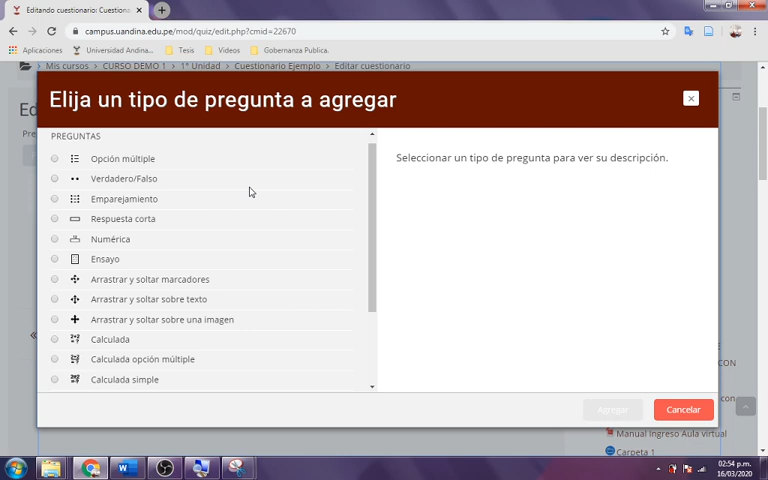 Editando cuestionario: Cuestiona
campus.uandina.edu.pe/mod/quiz/edit.php?cmid=22670
Aplicaciones
Universidad Andina...
Tesis
Videos
Gobernanza Publica.
Mis cursos
CURSO DEMO 1
1° Unidad
Cuestionario Ejemplo
Editar cuestionario
Elija un tipo de pregunta a agregar
PREGUNTAS
Opción múltiple
Verdadero/Falso
Emparejamiento
Respuesta corta
Numérica
Ensayo
Arrastrar y soltar marcadores
Arrastrar y soltar sobre texto
Arrastrar y soltar sobre una imagen
Calculada
Calculada opción múltiple
Calculada simple
Seleccionar un tipo de pregunta para ver su descripción.
Agregar
Cancelar
CON
con
Manual Ingreso Aula virtual
Carpeta 1
02:54 p.m.
16/03/2020